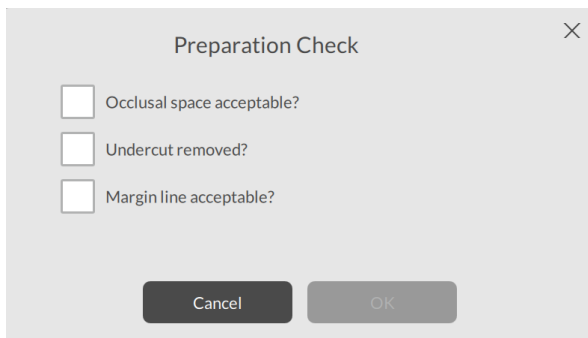 Preparation Check
Occlusal space acceptable?
Undercut removed?
Margin line acceptable?
Cancel
OK